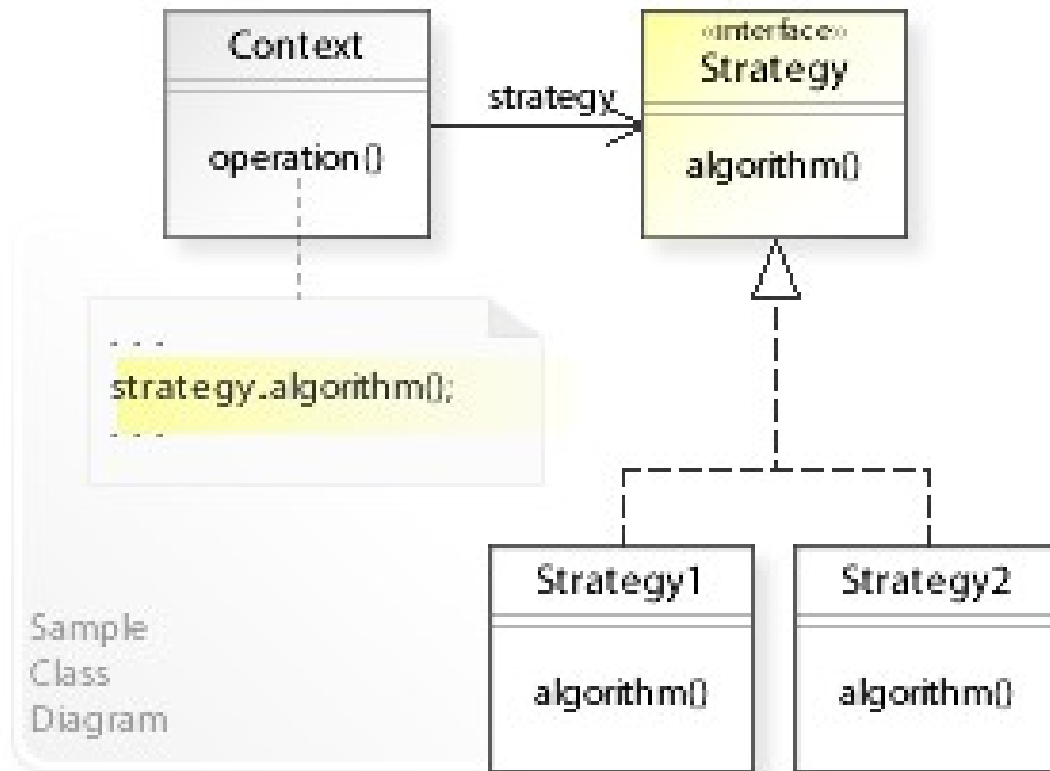 Context
operation()
strategy
«interface»
Strategy
algorithm()
. . .
strategy.algorithm();
. . .
Strategy1
algorithm()
Strategy2
algorithm()
Sample
Class
Diagram